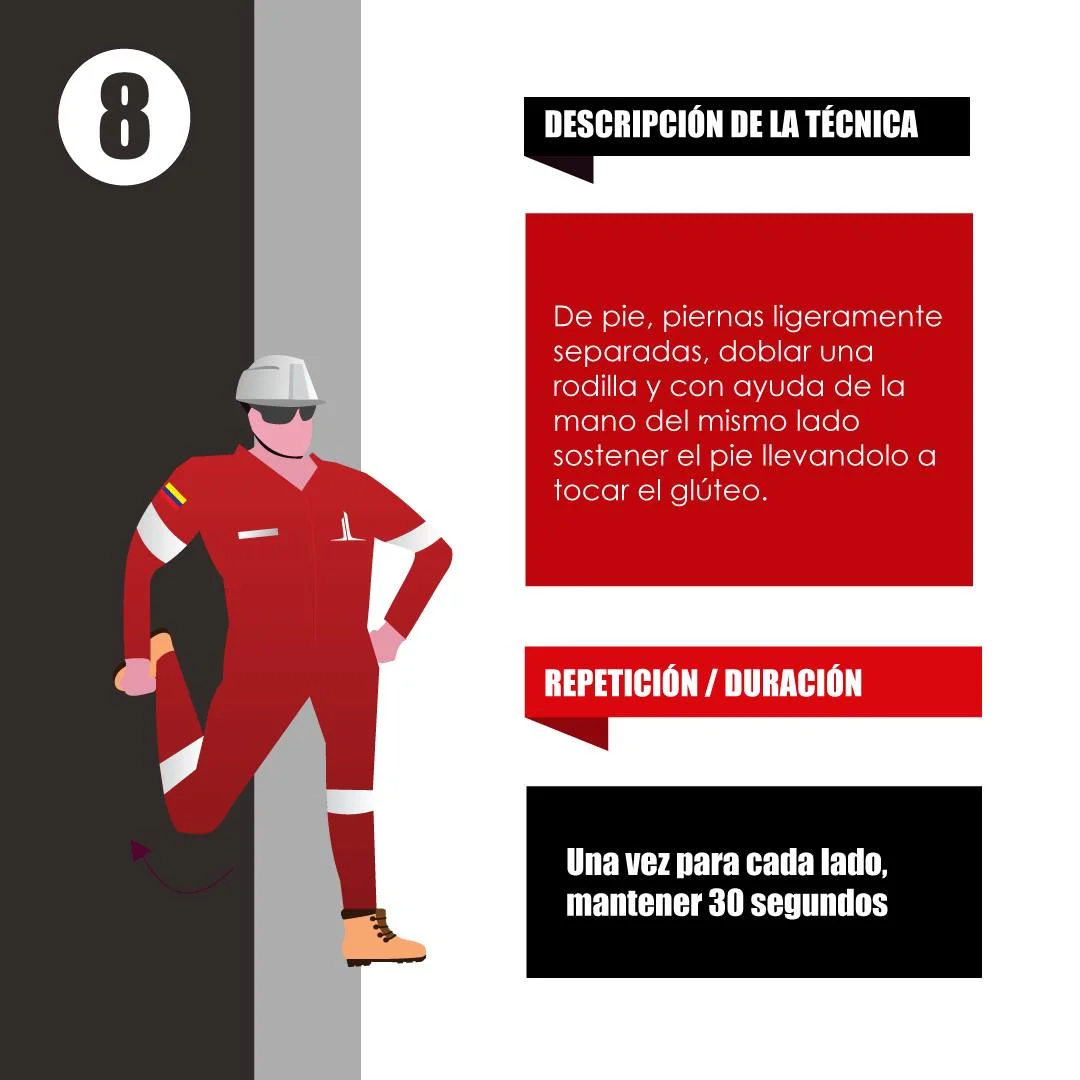 8
DESCRIPCIÓN DE LA TÉCNICA
De pie, piernas ligeramente
separadas, doblar una
rodilla y con ayuda de la
mano del mismo lado
sostener el pie llevandolo a
tocar el glúteo.
REPETICIÓN / DURACIÓN
Una vez para cada lado,
mantener 30 segundos